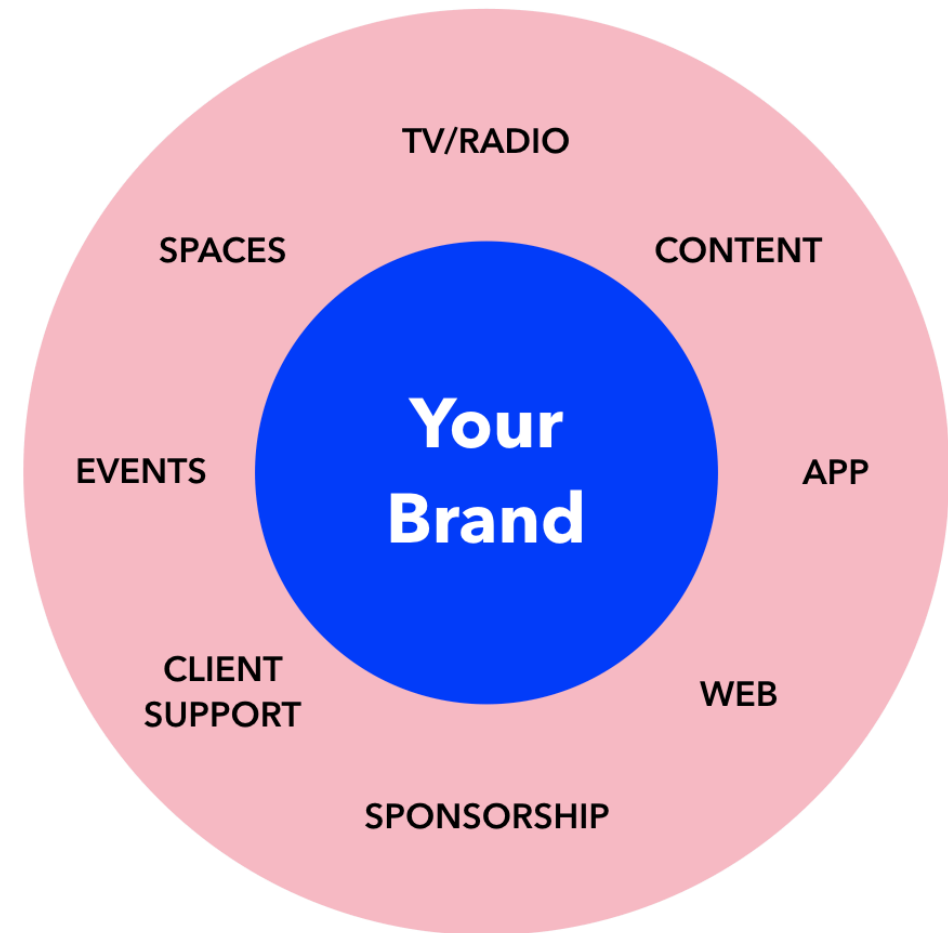 TV/RADIO
SPACES
CONTENT
Your
Brand
EVENTS
APP
CLIENT
SUPPORT
WEB
SPONSORSHIP